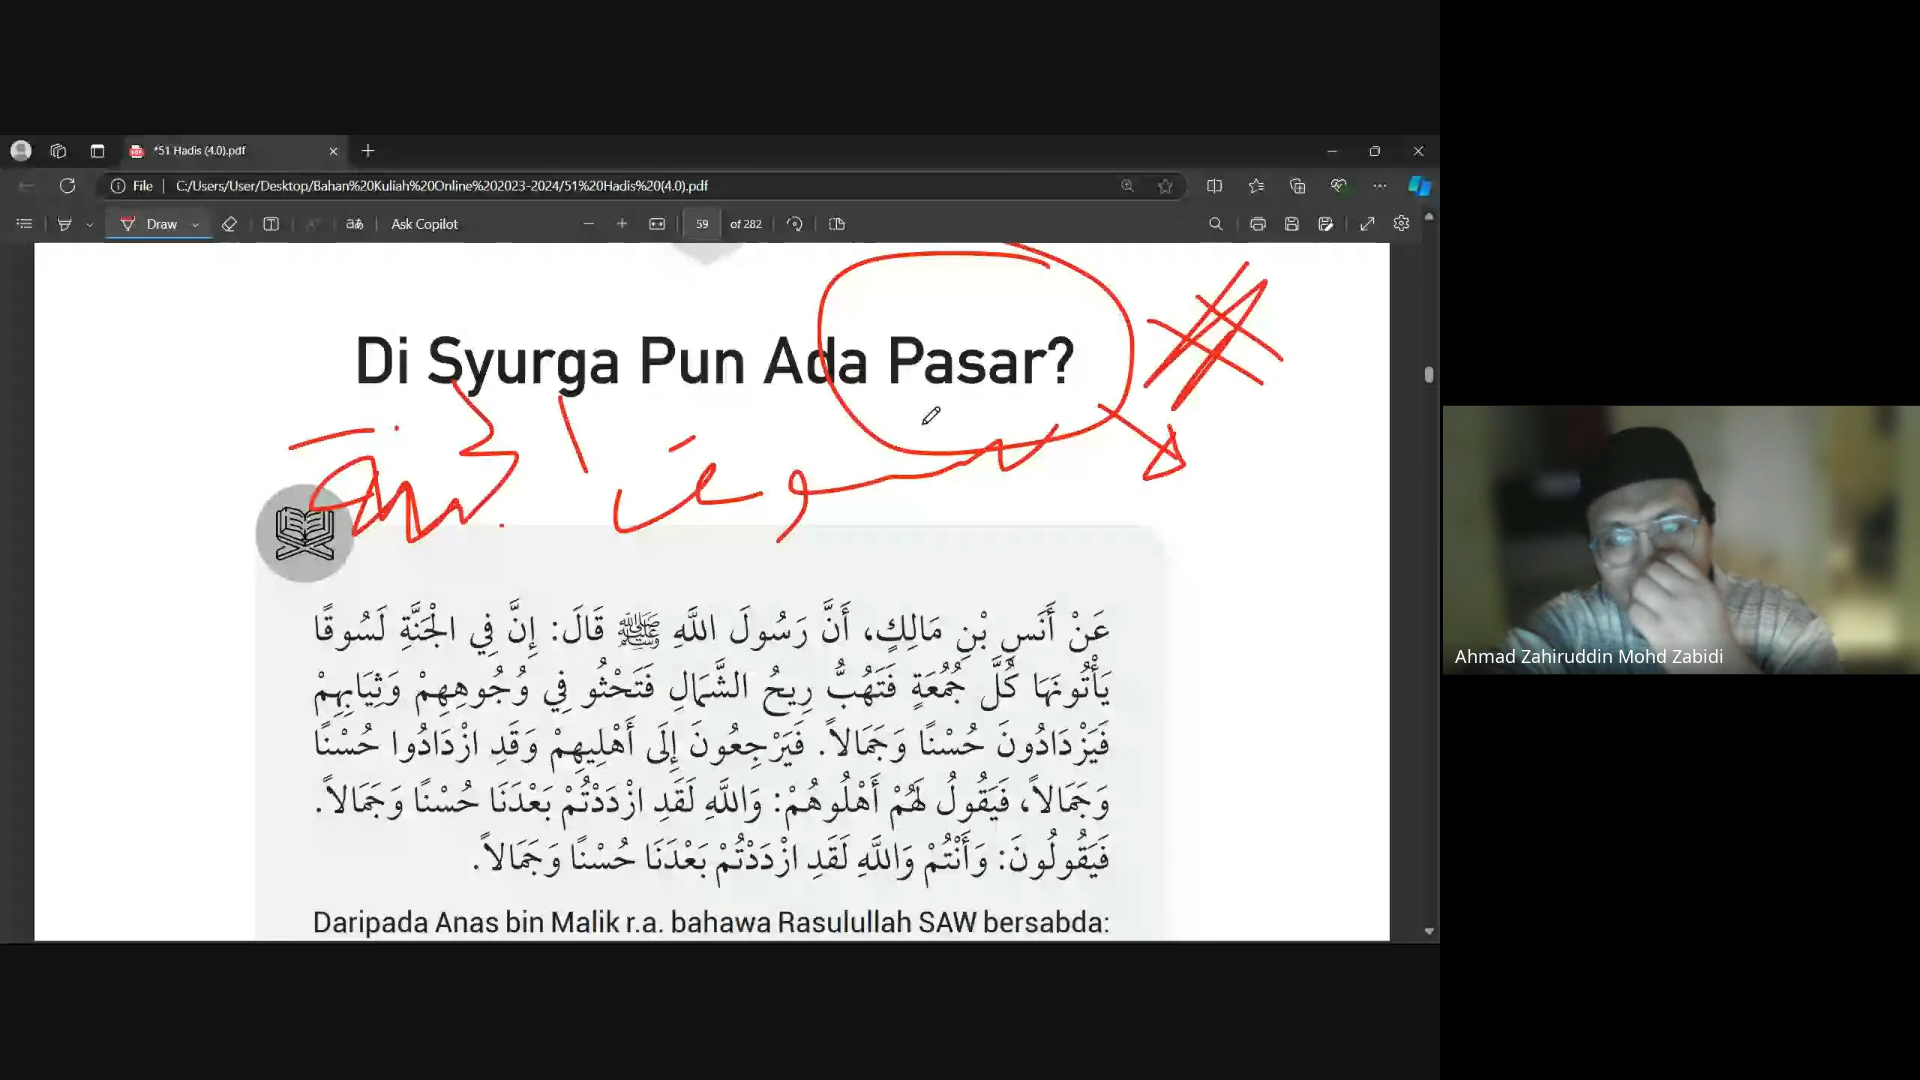 *51 Hadis (4.0).pdf
File
C:/Users/User/Desktop/Bahan%20Kuliah%20Online%202023-2024/51%20Hadis%20(4.0).pdf
Draw
aあ
Ask Copilot
59 of 282
Di Syurga Pun Ada Pasar?
سوق الجنة
عَنْ أَنَسِ بْنِ مَالِكٍ، أَنَّ رَسُولَ اللَّهِ ﷺ قَالَ: إِنَّ فِي الْجَنَّةِ لَسُوقًا
يَأْتُونَهَا كُلَّ جُمُعَةٍ فَتَهُبُّ رِيحُ الشَّمَالِ فَتَحْثُو فِي وُجُوهِهِمْ وَثِيَابِهِمْ
فَيَزْدَادُونَ حُسْنًا وَجَمَالاً. فَيَرْجِعُونَ إِلَى أَهْلِيهِمْ وَقَدِ ازْدَادُوا حُسْنًا
وَجَمَالاً، فَيَقُولُ لَهُمْ أَهْلُوهُمْ: وَاللَّهِ لَقَدِ ازْدَدْتُمْ بَعْدَنَا حُسْنًا وَجَمَالاً.
فَيَقُولُونَ: وَأَنْتُمْ وَاللَّهِ لَقَدِ ازْدَدْتُمْ بَعْدَنَا حُسْنًا وَجَمَالاً.
Daripada Anas bin Malik r.a. bahawa Rasulullah SAW bersabda:
Ahmad Zahiruddin Mohd Zabidi